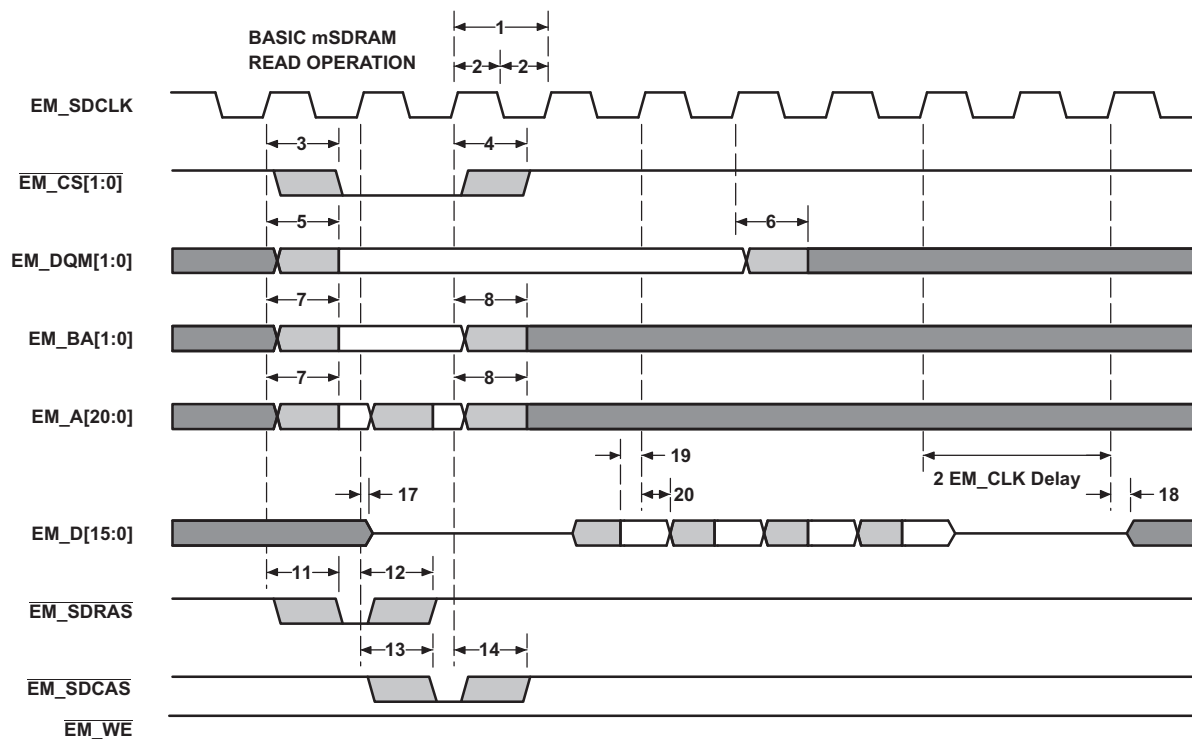 BASIC mSDRAM
READ OPERATION
1
2 2
EM_SDCLK
3 4
EM_CS[1:0]
5 6
EM_DQM[1:0]
7 8
EM_BA[1:0]
7 8
EM_A[20:0]
19
2 EM_CLK Delay
17 20 18
EM_D[15:0]
11 12
EM_SDRAS
13 14
EM_SDCAS
EM_WE